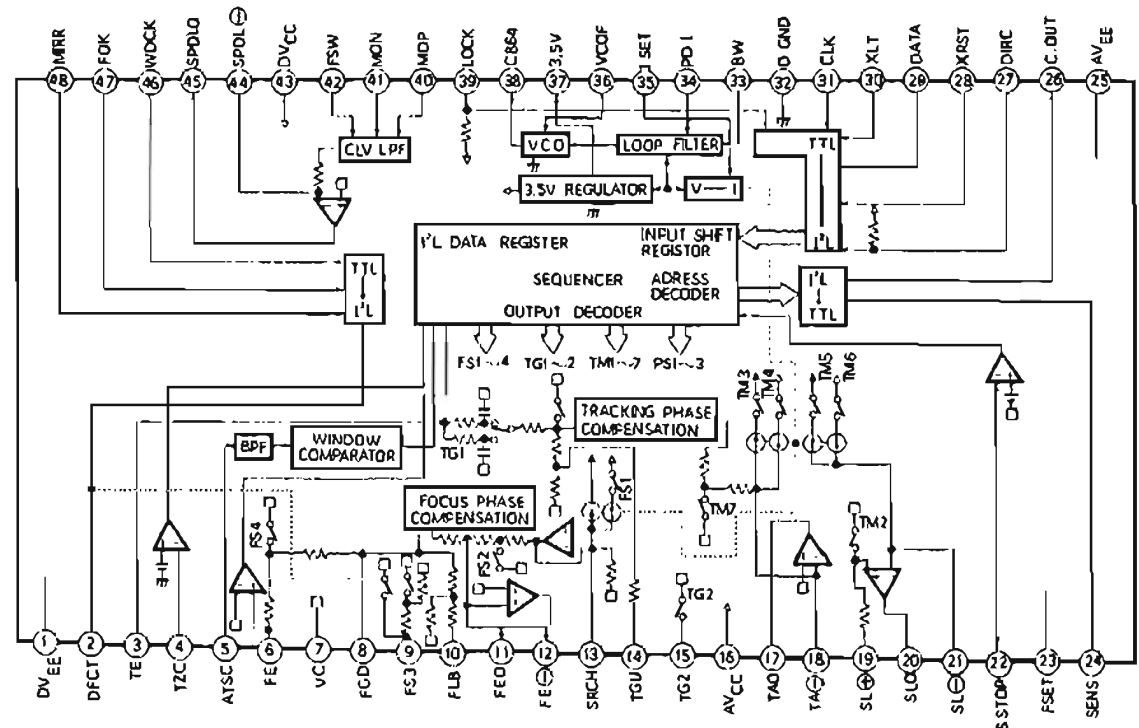 MIRR
FOK
WDCK
SPDLO
SPDL⊖
DVCC
FSW
MON
MDP
LOCK
C864
3.5V
VCOF
ISET
PD I
BW
D GND
CLK
XLT
DATA
XRST
DIRC
C.OUT
AVEE
48
47
46
45
44
43
42
41
40
39
38
37
36
35
34
33
32
31
30
29
28
27
26
25
CLV LPF
VCO
LOOP FILTER
TTL
3.5V REGULATOR
V—I
I²L
I²L DATA REGISTER
INPUT SHIFT
REGISTOR
SEQUENCER
ADRESS
DECODER
OUTPUT DECODER
TTL
I²L
I²L
TTL
FS1~4
TG1~2
TM1~7
PS1~3
TM3
TM4
TM5
TM6
TRACKING PHASE
COMPENSATION
TG1
BPF
WINDOW
COMPARATOR
FOCUS PHASE
COMPENSATION
FS1
TM7
TM2
FS4
FS2
TG2
1
2
3
4
5
6
7
8
9
10
11
12
13
14
15
16
17
18
19
20
21
22
23
24
DVEE
DFCT
TE
TZC
ATSC
FE
VC
FGD
FS3
FLB
FEO
FE⊖
SRCH
TGU
TG2
AVCC
TAO
TA⊖
SL⊕
SLO
SL⊖
SSTOP
FSET
SENS